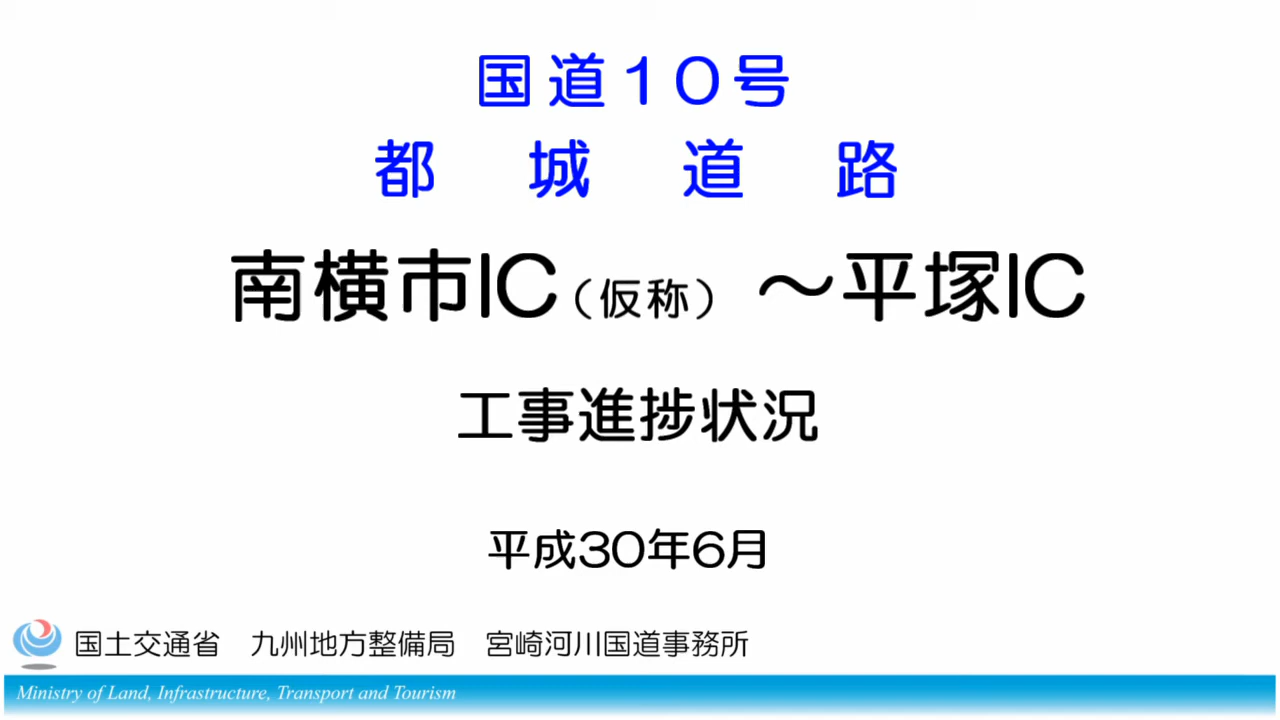 国道10号
都城道路
南横市IC（仮称）～平塚IC
工事進捗状況
平成30年6月
国土交通省　九州地方整備局　宮崎河川国道事務所
Ministry of Land, Infrastructure, Transport and Tourism